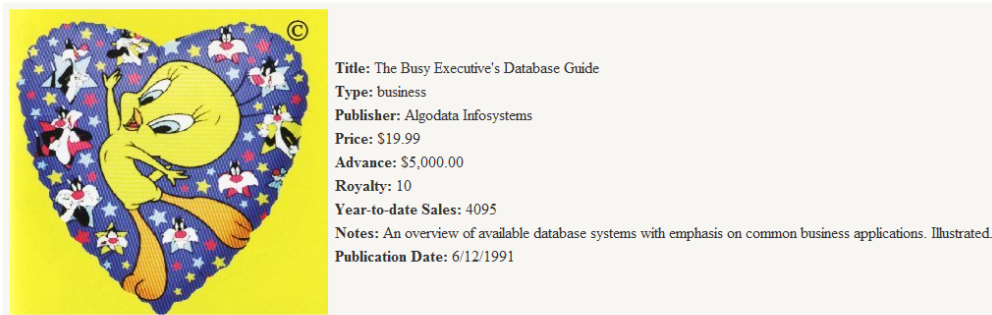 ©
Title: The Busy Executive's Database Guide
Type: business
Publisher: Algodata Infosystems
Price: $19.99
Advance: $5,000.00
Royalty: 10
Year-to-date Sales: 4095
Notes: An overview of available database systems with emphasis on common business applications. Illustrated.
Publication Date: 6/12/1991